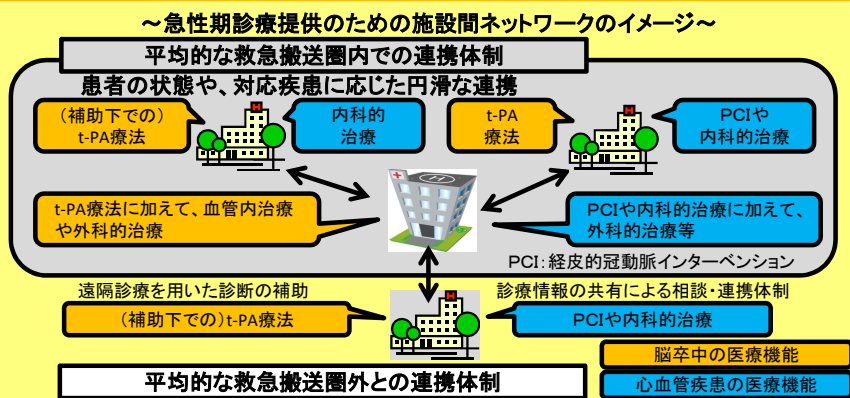 ～急性期診療提供のための施設間ネットワークのイメージ～
平均的な救急搬送圏内での連携体制
患者の状態や、対応疾患に応じた円滑な連携
（補助下での）
t-PA療法
H
内科的
治療
t-PA
療法
H
PCIや
内科的治療
t-PA療法に加えて、血管内治療
や外科的治療
H
PCIや内科的治療に加えて、
外科的治療等
PCI：経皮的冠動脈インターベンション
遠隔診療を用いた診断の補助
診療情報の共有による相談・連携体制
（補助下での）t-PA療法
H
PCIや内科的治療
脳卒中の医療機能
平均的な救急搬送圏外との連携体制
心血管疾患の医療機能